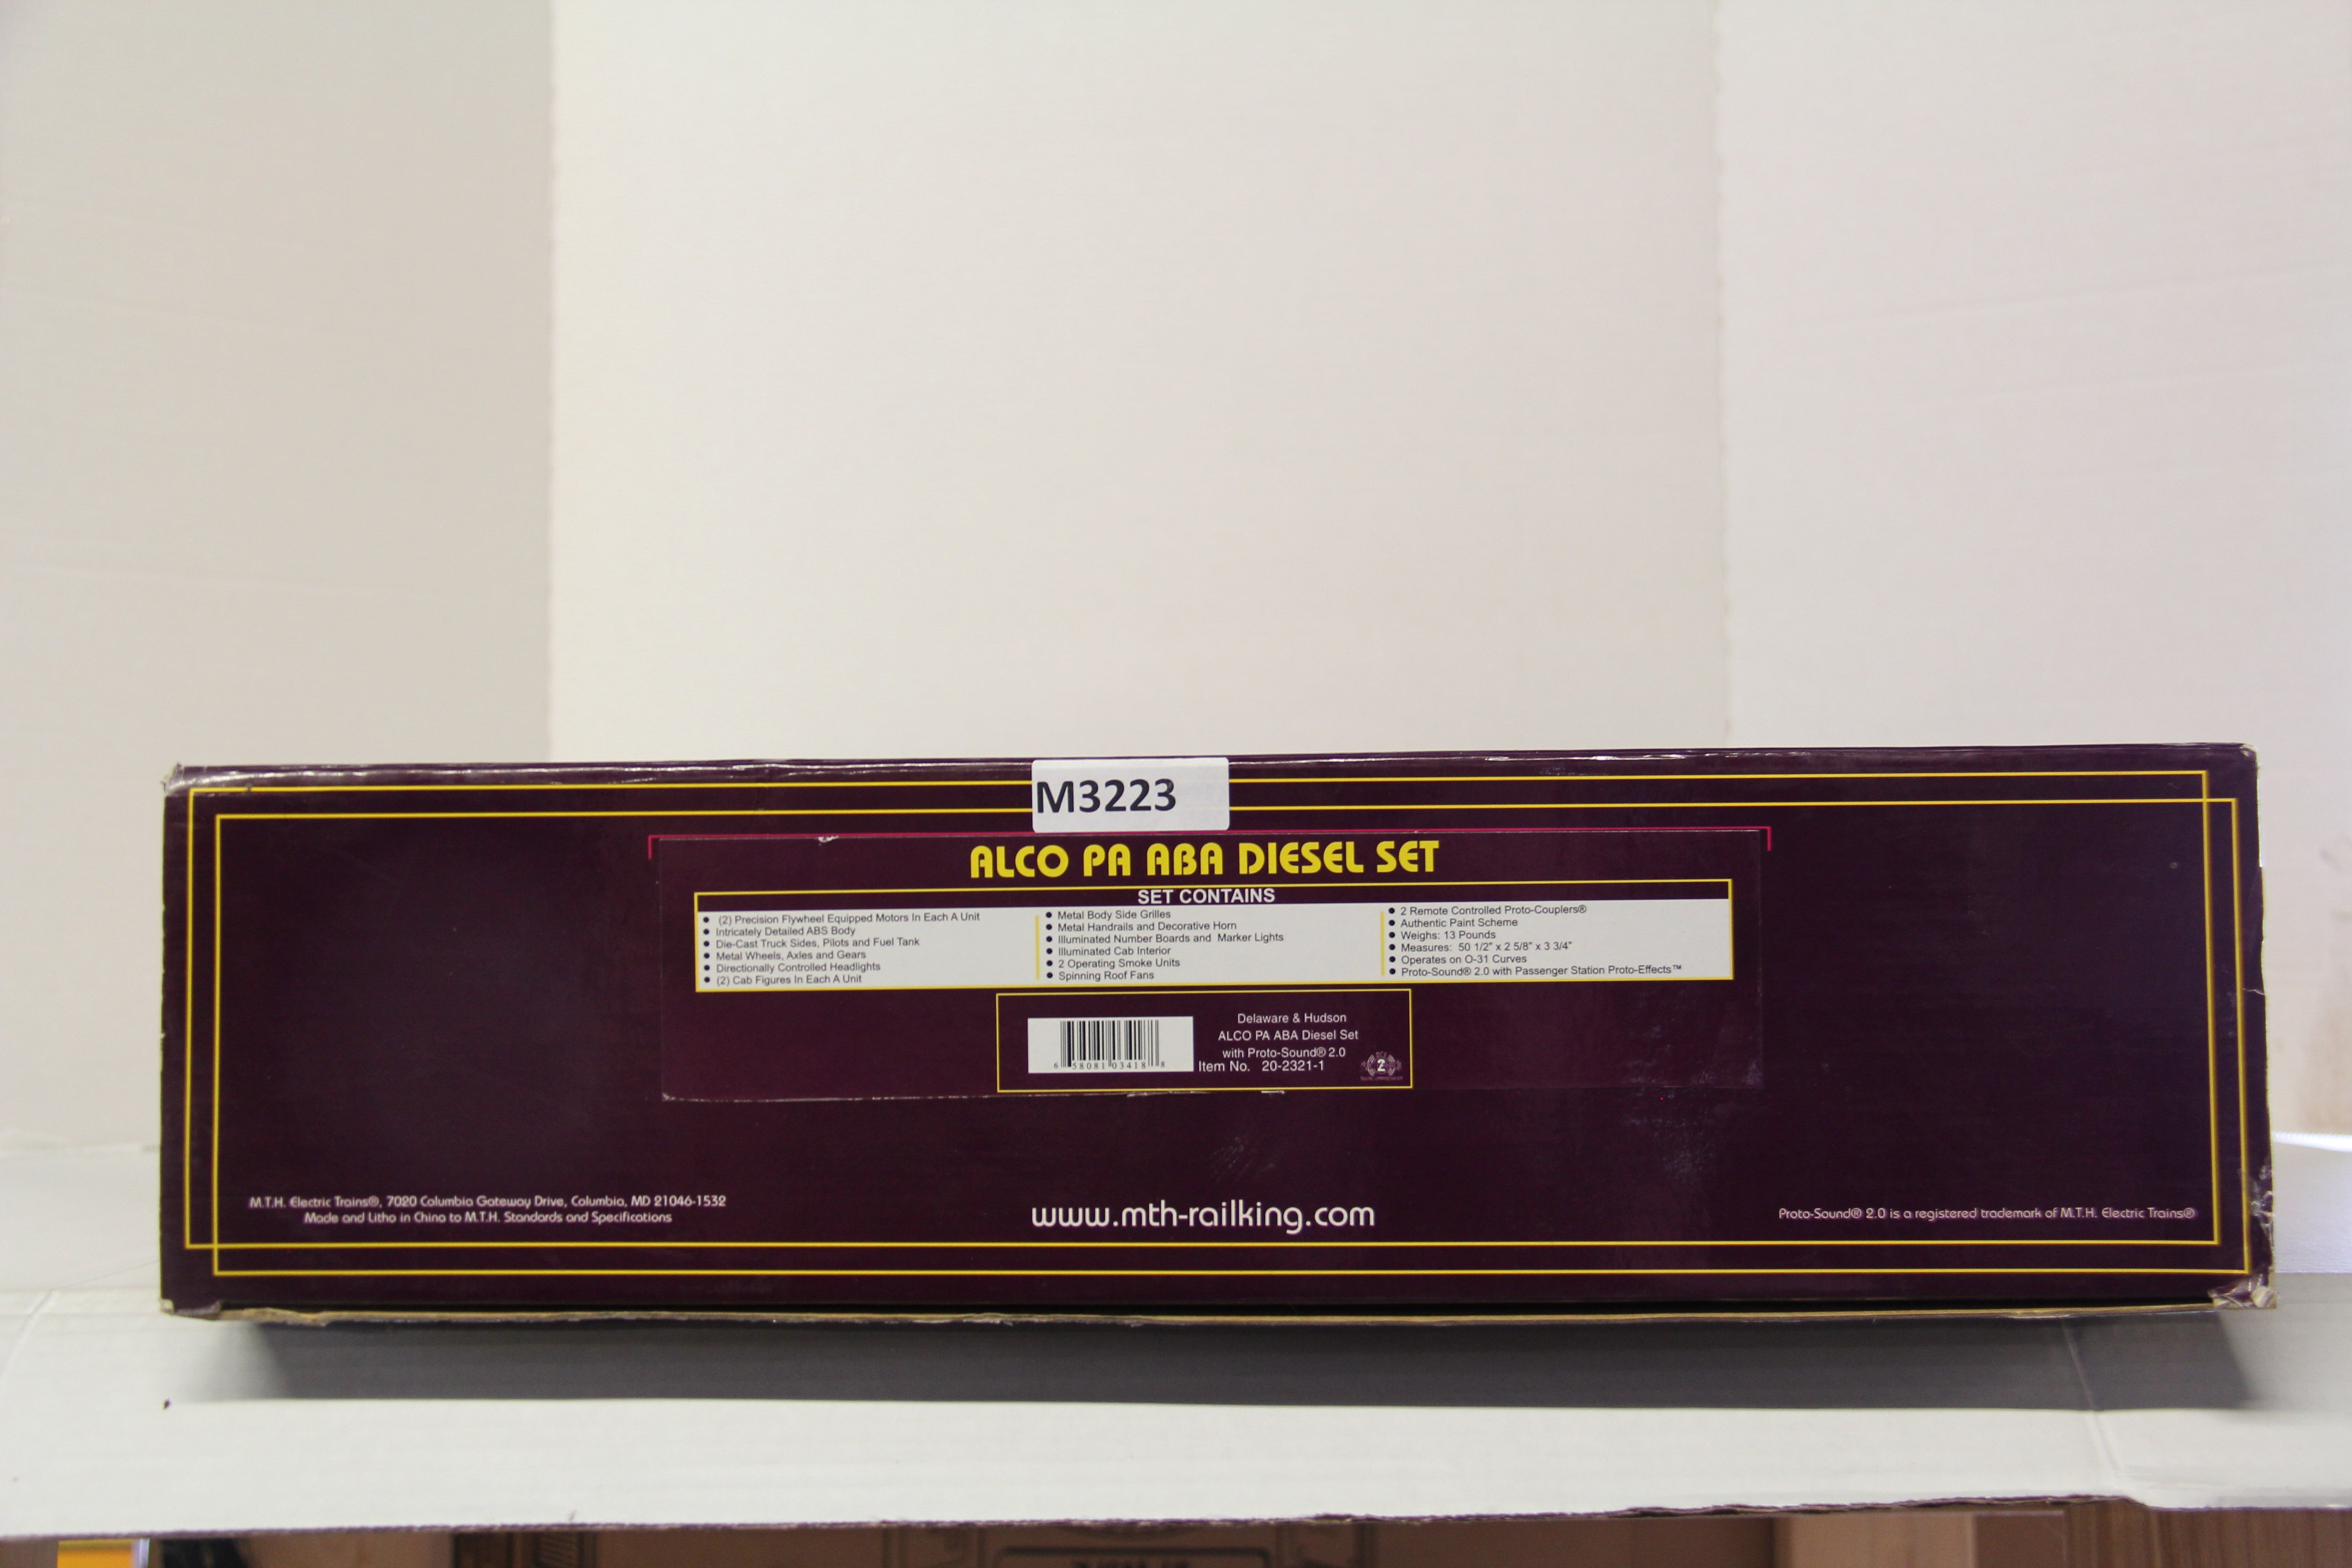 M3223
ALCO PA ABA DIESEL SET
SET CONTAINS
• (2) Precision Flywheel Equipped Motors In Each A Unit
• Intricately Detailed ABS Body
• Die-Cast Truck Sides, Pilots and Fuel Tank
• Metal Wheels, Axles and Gears
• Directionally Controlled Headlights
• (2) Cab Figures In Each A Unit
• Metal Body Side Grilles
• Metal Handrails and Decorative Horn
• Illuminated Number Boards and Marker Lights
• Illuminated Cab Interior
• 2 Operating Smoke Units
• Spinning Roof Fans
• 2 Remote Controlled Proto-Couplers®
• Authentic Paint Scheme
• Weighs: 13 Pounds
• Measures: 50 1/2" x 2 5/8" x 3 3/4"
• Operates on O-31 Curves
• Proto-Sound® 2.0 with Passenger Station Proto-Effects™
6 58081 03418 8
Delaware & Hudson
ALCO PA ABA Diesel Set
with Proto-Sound® 2.0
Item No. 20-2321-1
2
M.T.H. Electric Trains®, 7020 Columbia Gateway Drive, Columbia, MD 21046-1532
Made and Litho in China to M.T.H. Standards and Specifications
www.mth-railking.com
Proto-Sound® 2.0 is a registered trademark of M.T.H. Electric Trains®